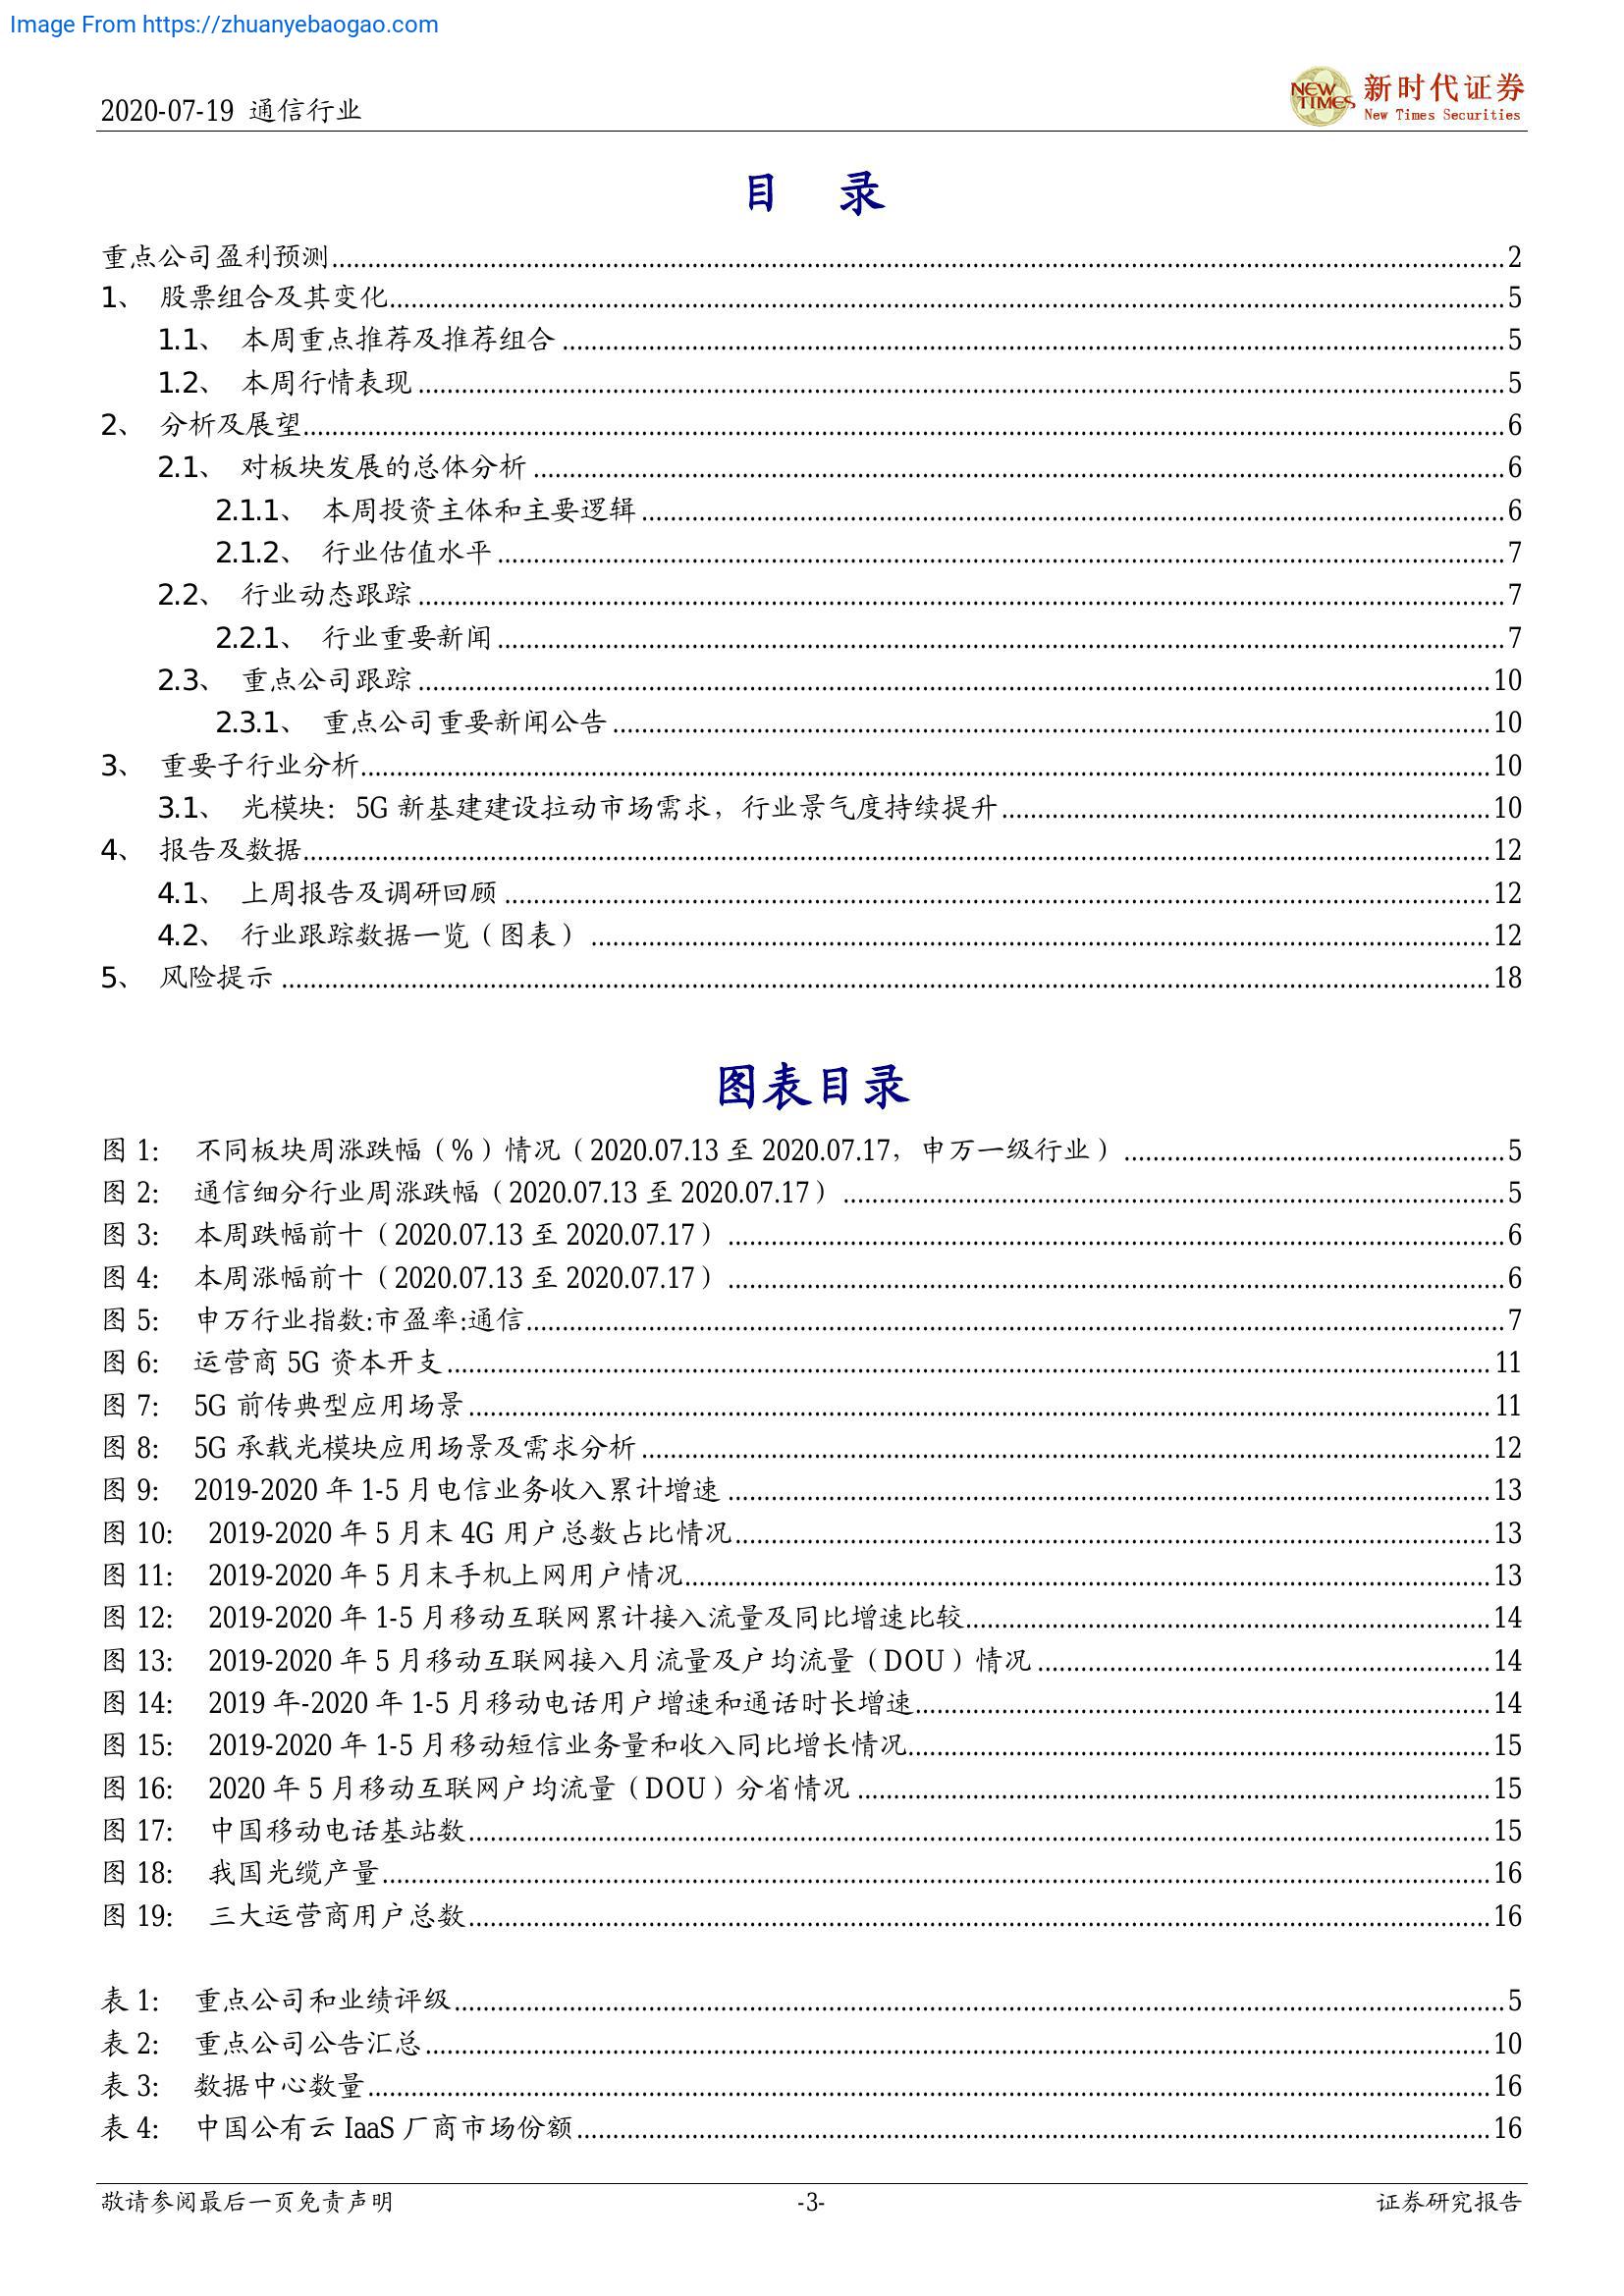 Image From https://zhuanyebaogao.com
2020-07-19 通信行业
NEW TIMES
新时代证券
New Times Securities
目 录
重点公司盈利预测 2
1、 股票组合及其变化 5
1.1、 本周重点推荐及推荐组合 5
1.2、 本周行情表现 5
2、 分析及展望 6
2.1、 对板块发展的总体分析 6
2.1.1、 本周投资主体和主要逻辑 6
2.1.2、 行业估值水平 7
2.2、 行业动态跟踪 7
2.2.1、 行业重要新闻 7
2.3、 重点公司跟踪 10
2.3.1、 重点公司重要新闻公告 10
3、 重要子行业分析 10
3.1、 光模块：5G 新基建建设拉动市场需求，行业景气度持续提升 10
4、 报告及数据 12
4.1、 上周报告及调研回顾 12
4.2、 行业跟踪数据一览（图表） 12
5、 风险提示 18
图表目录
图 1: 不同板块周涨跌幅（%）情况（2020.07.13 至 2020.07.17，申万一级行业） 5
图 2: 通信细分行业周涨跌幅（2020.07.13 至 2020.07.17） 5
图 3: 本周跌幅前十（2020.07.13 至 2020.07.17） 6
图 4: 本周涨幅前十（2020.07.13 至 2020.07.17） 6
图 5: 申万行业指数:市盈率:通信 7
图 6: 运营商 5G 资本开支 11
图 7: 5G 前传典型应用场景 11
图 8: 5G 承载光模块应用场景及需求分析 12
图 9: 2019-2020 年 1-5 月电信业务收入累计增速 13
图 10: 2019-2020 年 5 月末 4G 用户总数占比情况 13
图 11: 2019-2020 年 5 月末手机上网用户情况 13
图 12: 2019-2020 年 1-5 月移动互联网累计接入流量及同比增速比较 14
图 13: 2019-2020 年 5 月移动互联网接入月流量及户均流量（DOU）情况 14
图 14: 2019 年-2020 年 1-5 月移动电话用户增速和通话时长增速 14
图 15: 2019-2020 年 1-5 月移动短信业务量和收入同比增长情况 15
图 16: 2020 年 5 月移动互联网户均流量（DOU）分省情况 15
图 17: 中国移动电话基站数 15
图 18: 我国光缆产量 16
图 19: 三大运营商用户总数 16
表 1: 重点公司和业绩评级 5
表 2: 重点公司公告汇总 10
表 3: 数据中心数量 16
表 4: 中国公有云 IaaS 厂商市场份额 16
敬请参阅最后一页免责声明 -3- 证券研究报告